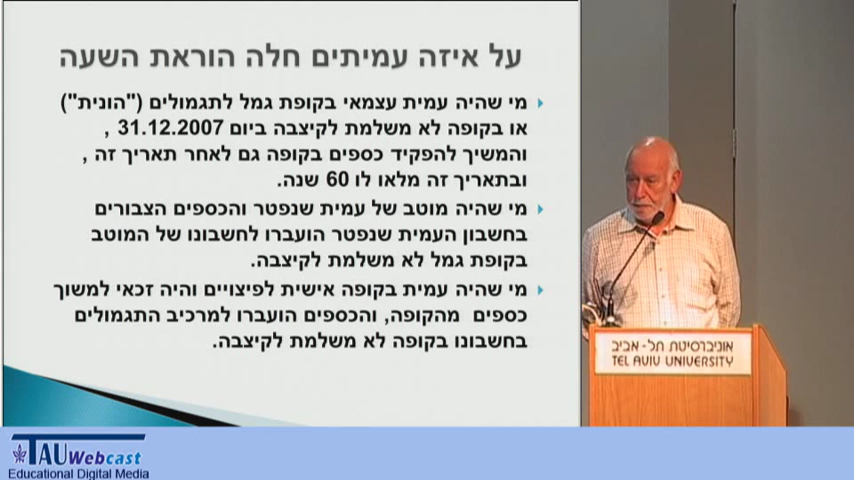 על איזה עמיתים חלה הוראת השעה
מי שהיה עמית עצמאי בקופת גמל לתגמולים ("הונית")
או בקופה לא משלמת לקיצבה ביום 31.12.2007 ,
והמשיך להפקיד כספים בקופה גם לאחר תאריך זה ,
ובתאריך זה מלאו לו 60 שנה.
מי שהיה מוטב של עמית שנפטר והכספים הצבורים
בחשבון העמית שנפטר הועברו לחשבונו של המוטב
בקופת גמל לא משלמת לקיצבה.
מי שהיה עמית בקופה אישית לפיצויים והיה זכאי למשוך
כספים מהקופה, והכספים הועברו למרכיב התגמולים
בחשבונו בקופה לא משלמת לקיצבה.
אוניברסיטת תל-אביב
TEL AVIV UNIVERSITY
TAU Webcast
Educational Digital Media